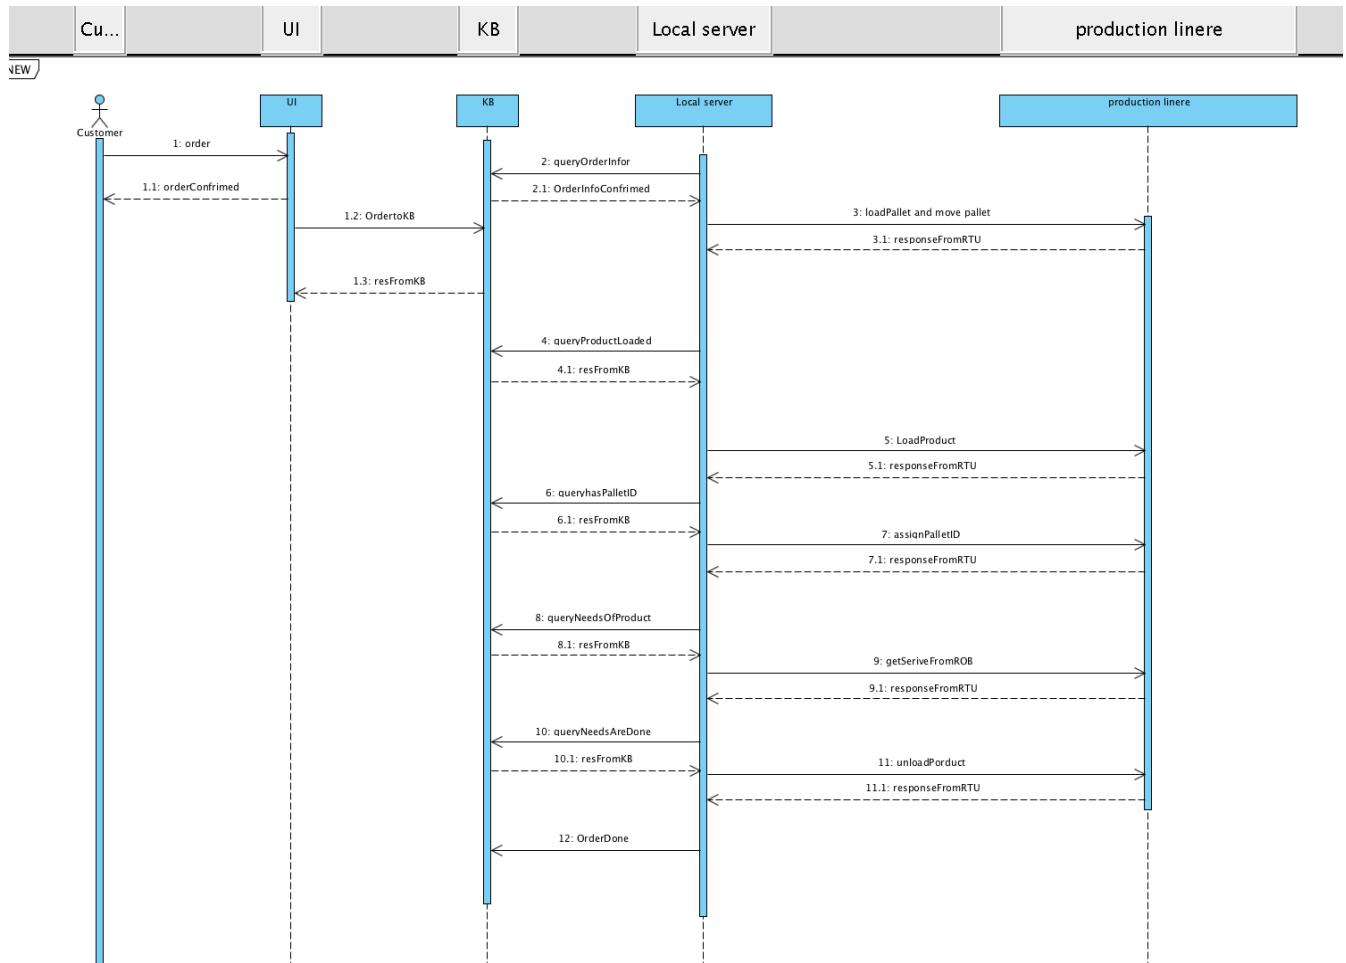 Cu...
UI
KB
Local server
production linere
NEW
Customer
UI
KB
Local server
production linere
1: order
2: queryOrderInfor
1.1: orderConfrimed
2.1: OrderInfoConfrimed
1.2: OrdertoKB
3: loadPallet and move pallet
3.1: responseFromRTU
1.3: resFromKB
4: queryProductLoaded
4.1: resFromKB
5: LoadProduct
5.1: responseFromRTU
6: queryhasPalletID
6.1: resFromKB
7: assignPalletID
7.1: responseFromRTU
8: queryNeedsOfProduct
8.1: resFromKB
9: getSeriveFromROB
9.1: responseFromRTU
10: queryNeedsAreDone
10.1: resFromKB
11: unloadPorduct
11.1: responseFromRTU
12: OrderDone